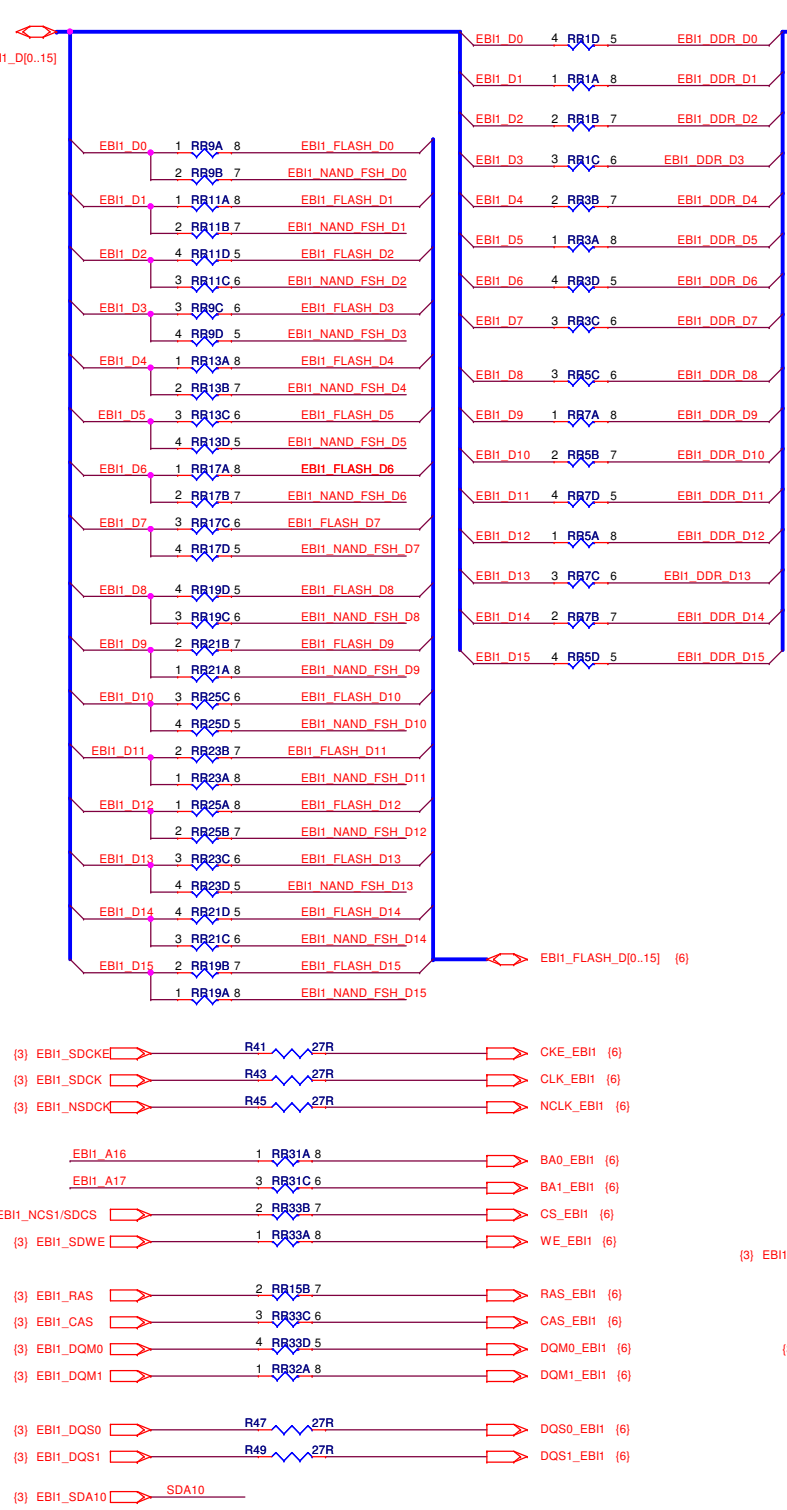 I1_D[0..15]
EBI1_D0 1 RR9A 8 EBI1_FLASH_D0
2 RR9B 7 EBI1_NAND_FSH_D0
EBI1_D1 1 RR11A 8 EBI1_FLASH_D1
2 RR11B 7 EBI1_NAND_FSH_D1
EBI1_D2 4 RR11D 5 EBI1_FLASH_D2
3 RR11C 6 EBI1_NAND_FSH_D2
EBI1_D3 3 RR9C 6 EBI1_FLASH_D3
4 RR9D 5 EBI1_NAND_FSH_D3
EBI1_D4 1 RR13A 8 EBI1_FLASH_D4
2 RR13B 7 EBI1_NAND_FSH_D4
EBI1_D5 3 RR13C 6 EBI1_FLASH_D5
4 RR13D 5 EBI1_NAND_FSH_D5
EBI1_D6 1 RR17A 8 EBI1_FLASH_D6
2 RR17B 7 EBI1_NAND_FSH_D6
EBI1_D7 3 RR17C 6 EBI1_FLASH_D7
4 RR17D 5 EBI1_NAND_FSH_D7
EBI1_D8 4 RR19D 5 EBI1_FLASH_D8
3 RR19C 6 EBI1_NAND_FSH_D8
EBI1_D9 2 RR21B 7 EBI1_FLASH_D9
1 RR21A 8 EBI1_NAND_FSH_D9
EBI1_D10 3 RR25C 6 EBI1_FLASH_D10
4 RR25D 5 EBI1_NAND_FSH_D10
EBI1_D11 2 RR23B 7 EBI1_FLASH_D11
1 RR23A 8 EBI1_NAND_FSH_D11
EBI1_D12 1 RR25A 8 EBI1_FLASH_D12
2 RR25B 7 EBI1_NAND_FSH_D12
EBI1_D13 3 RR23C 6 EBI1_FLASH_D13
4 RR23D 5 EBI1_NAND_FSH_D13
EBI1_D14 4 RR21D 5 EBI1_FLASH_D14
3 RR21C 6 EBI1_NAND_FSH_D14
EBI1_D15 2 RR19B 7 EBI1_FLASH_D15
1 RR19A 8 EBI1_NAND_FSH_D15
EBI1_FLASH_D[0..15] {6}
EBI1_D0 4 RR1D 5 EBI1_DDR_D0
EBI1_D1 1 RR1A 8 EBI1_DDR_D1
EBI1_D2 2 RR1B 7 EBI1_DDR_D2
EBI1_D3 3 RR1C 6 EBI1_DDR_D3
EBI1_D4 2 RR3B 7 EBI1_DDR_D4
EBI1_D5 1 RR3A 8 EBI1_DDR_D5
EBI1_D6 4 RR3D 5 EBI1_DDR_D6
EBI1_D7 3 RR3C 6 EBI1_DDR_D7
EBI1_D8 3 RR5C 6 EBI1_DDR_D8
EBI1_D9 1 RR7A 8 EBI1_DDR_D9
EBI1_D10 2 RR5B 7 EBI1_DDR_D10
EBI1_D11 4 RR7D 5 EBI1_DDR_D11
EBI1_D12 1 RR5A 8 EBI1_DDR_D12
EBI1_D13 3 RR7C 6 EBI1_DDR_D13
EBI1_D14 2 RR7B 7 EBI1_DDR_D14
EBI1_D15 4 RR5D 5 EBI1_DDR_D15
{3} EBI1_SDCKE R41 27R CKE_EBI1 {6}
{3} EBI1_SDCK R43 27R CLK_EBI1 {6}
{3} EBI1_NSDCK R45 27R NCLK_EBI1 {6}
EBI1_A16 1 RR31A 8 BA0_EBI1 {6}
EBI1_A17 3 RR31C 6 BA1_EBI1 {6}
EBI1_NCS1/SDCS 2 RR33B 7 CS_EBI1 {6}
{3} EBI1_SDWE 1 RR33A 8 WE_EBI1 {6}
{3} EBI1
{3} EBI1_RAS 2 RR15B 7 RAS_EBI1 {6}
{3} EBI1_CAS 3 RR33C 6 CAS_EBI1 {6}
{3} EBI1_DQM0 4 RR33D 5 DQM0_EBI1 {6}
{3} EBI1_DQM1 1 RR32A 8 DQM1_EBI1 {6}
{3} EBI1_DQS0 R47 27R DQS0_EBI1 {6}
{3} EBI1_DQS1 R49 27R DQS1_EBI1 {6}
{3} EBI1_SDA10 SDA10